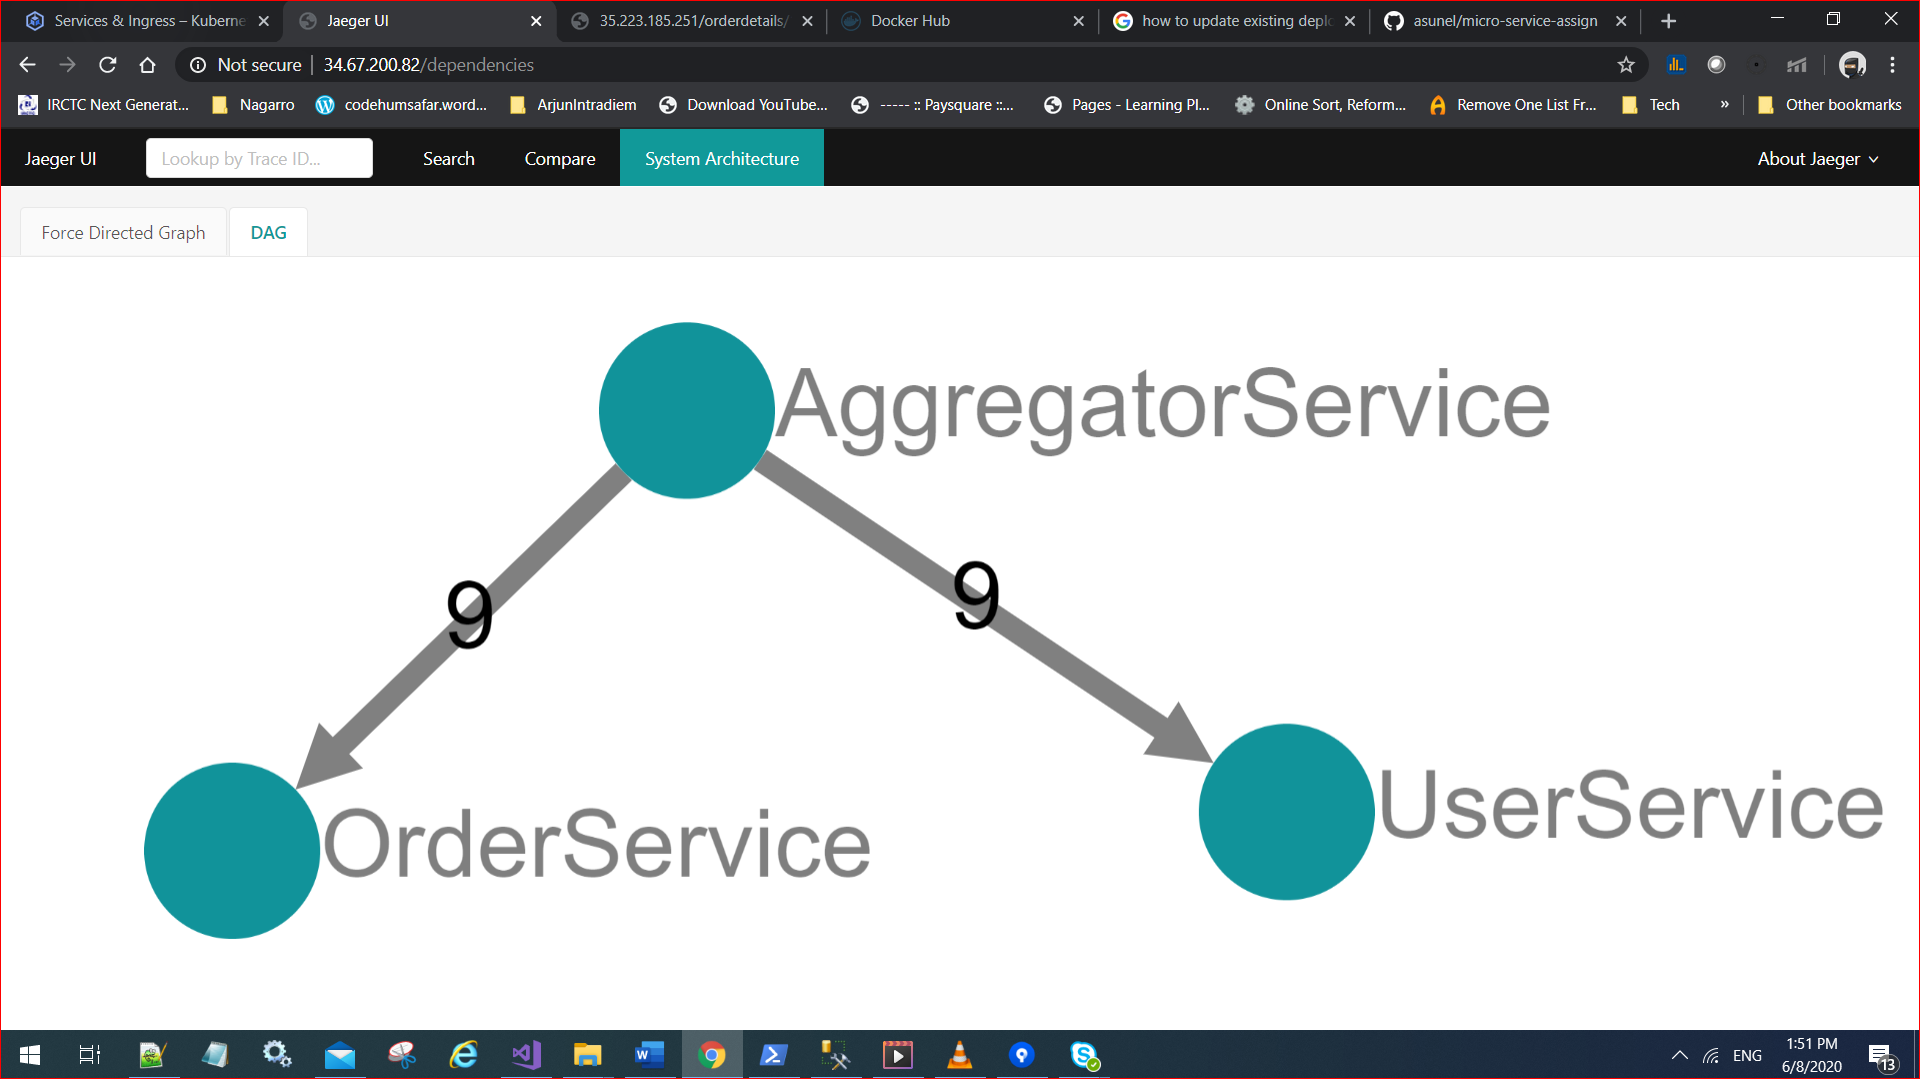 Services & Ingress – Kuberne
Jaeger UI
35.223.185.251/orderdetails/
Docker Hub
how to update existing deplo
asunel/micro-service-assign
Not secure
34.67.200.82/dependencies
IRCTC Next Generat...
Nagarro
codehumsafar.word...
ArjunIntradiem
Download YouTube...
----- :: Paysquare ::...
Pages - Learning Pl...
Online Sort, Reform...
Remove One List Fr...
Tech
»
Other bookmarks
Jaeger UI
Lookup by Trace ID...
Search
Compare
System Architecture
About Jaeger
Force Directed Graph
DAG
AggregatorService
9
9
OrderService
UserService
ENG
1:51 PM
6/8/2020
13